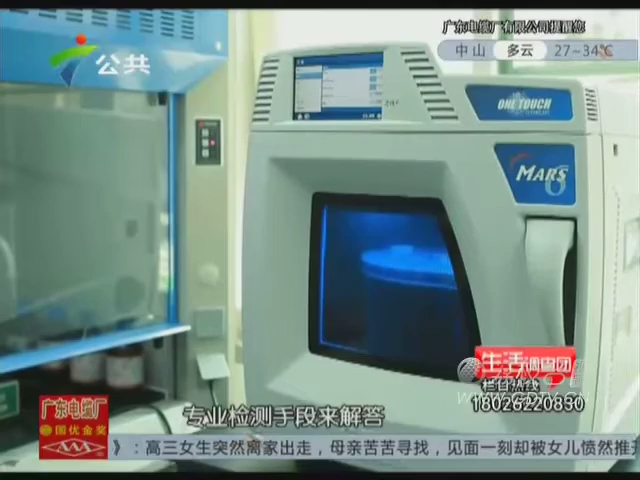 广东电缆厂有限公司提醒您
中山 多云 27~34℃
公共
ONE TOUCH
MARS 6
生活调查团
栏目热线
18026220830
专业检测手段来解答
广东电缆厂
国优金奖
》：高三女生突然离家出走，母亲苦苦寻找，见面一刻却被女儿愤然推开